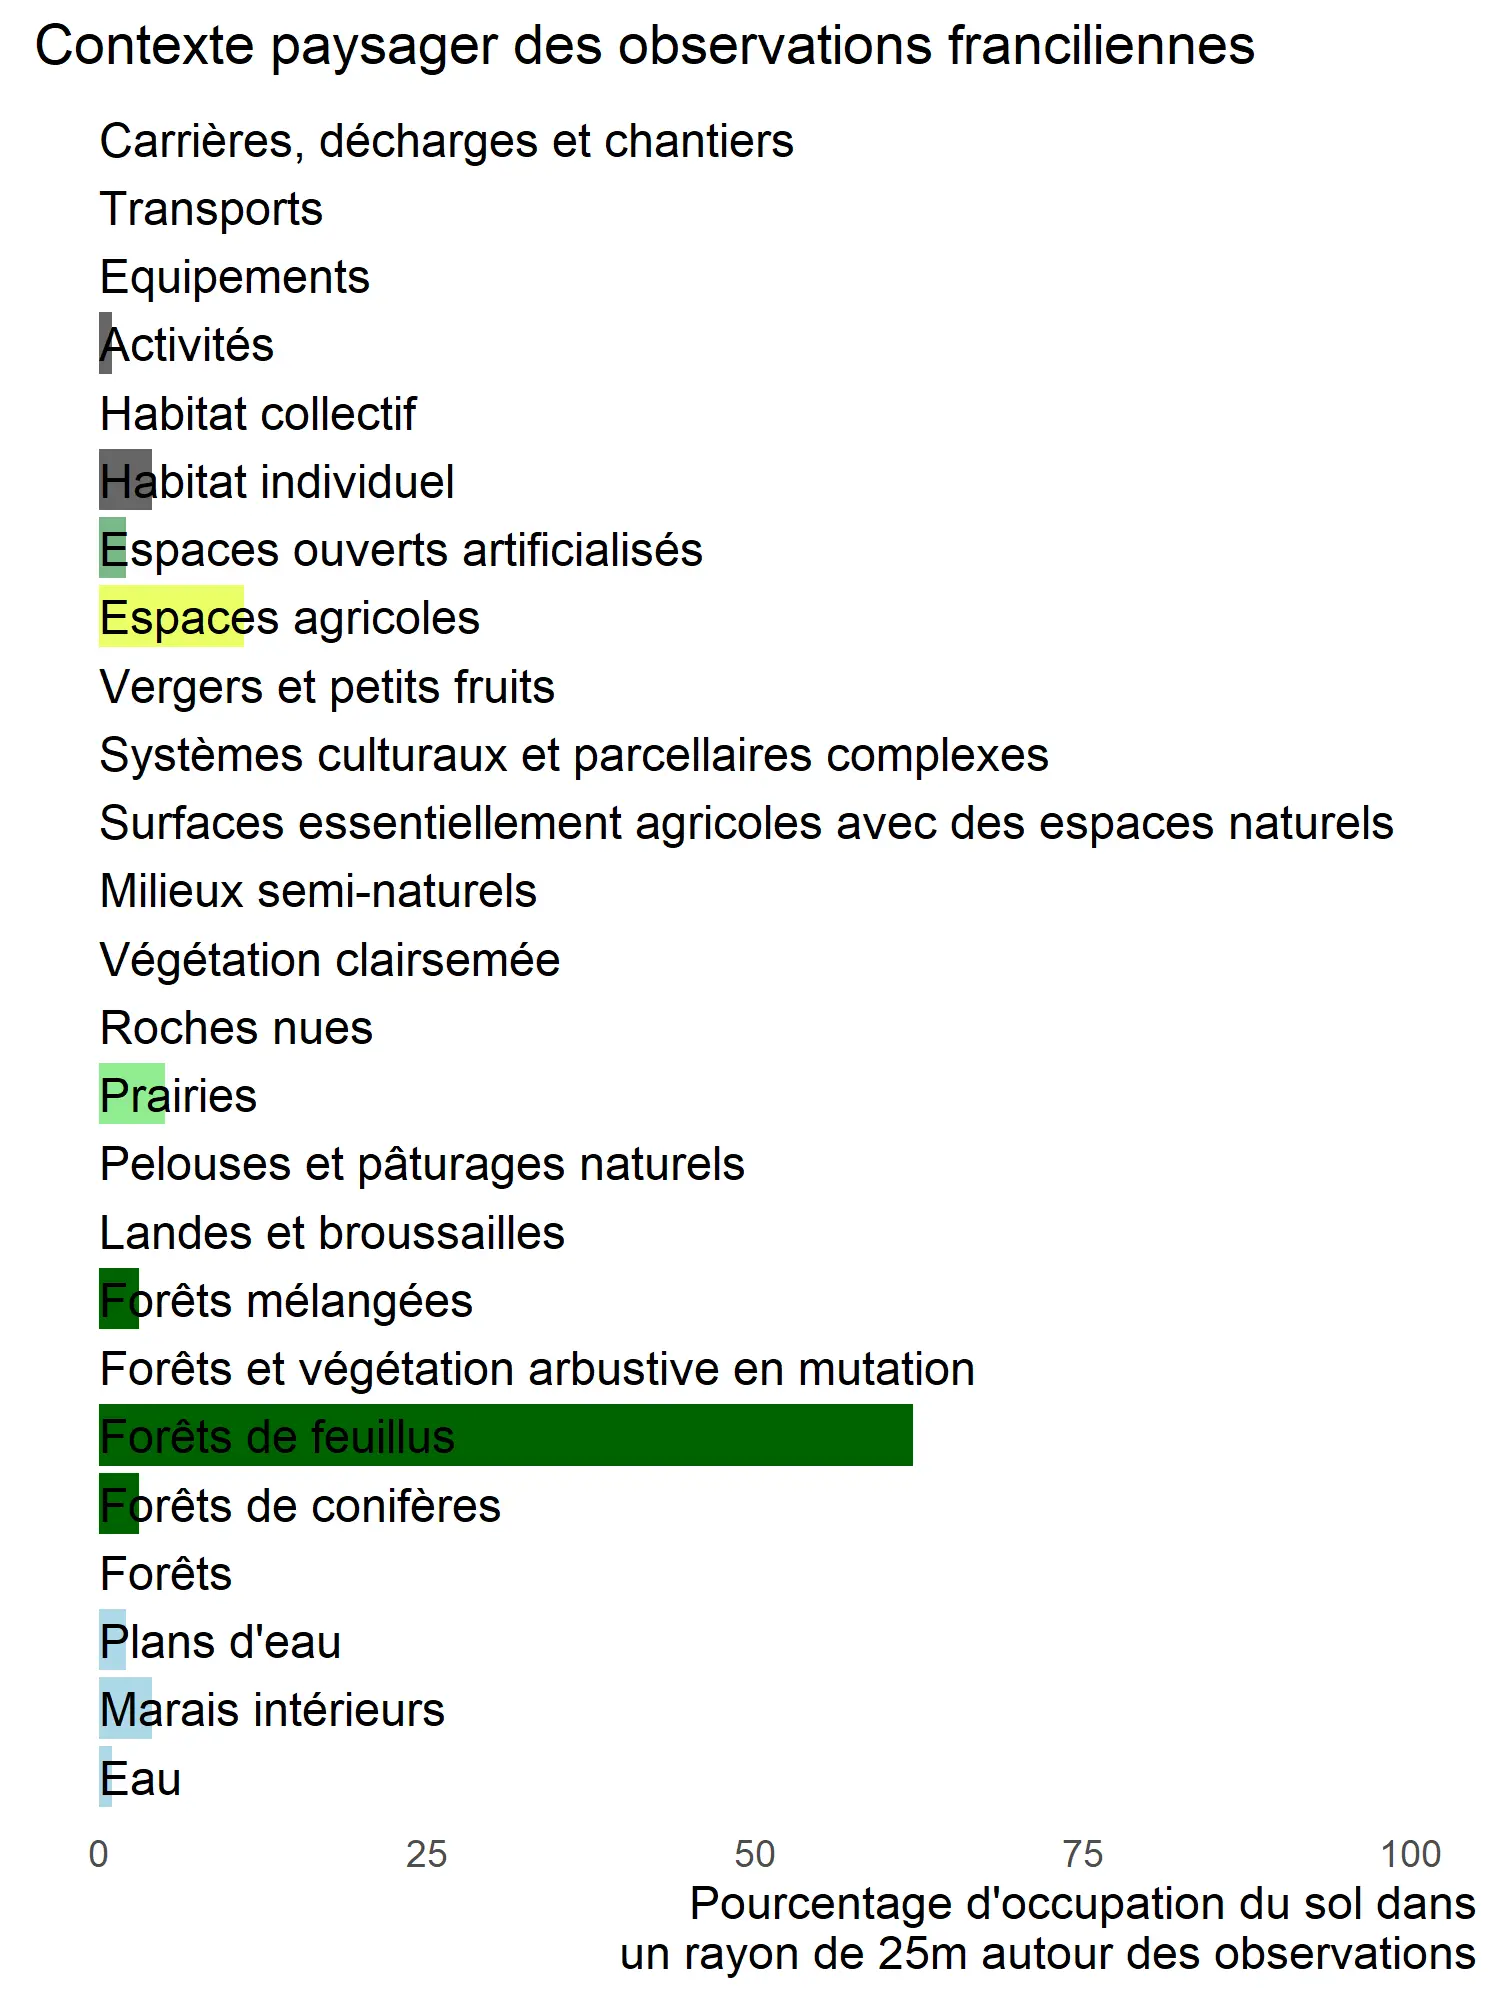 Contexte paysager des observations franciliennes
Carrières, décharges et chantiers
Transports
Equipements
Activités
Habitat collectif
Habitat individuel
Espaces ouverts artificialisés
Espaces agricoles
Vergers et petits fruits
Systèmes culturaux et parcellaires complexes
Surfaces essentiellement agricoles avec des espaces naturels
Milieux semi-naturels
Végétation clairsemée
Roches nues
Prairies
Pelouses et pâturages naturels
Landes et broussailles
Forêts mélangées
Forêts et végétation arbustive en mutation
Forêts de feuillus
Forêts de conifères
Forêts
Plans d'eau
Marais intérieurs
Eau
0 25 50 75 100
Pourcentage d'occupation du sol dans
un rayon de 25m autour des observations